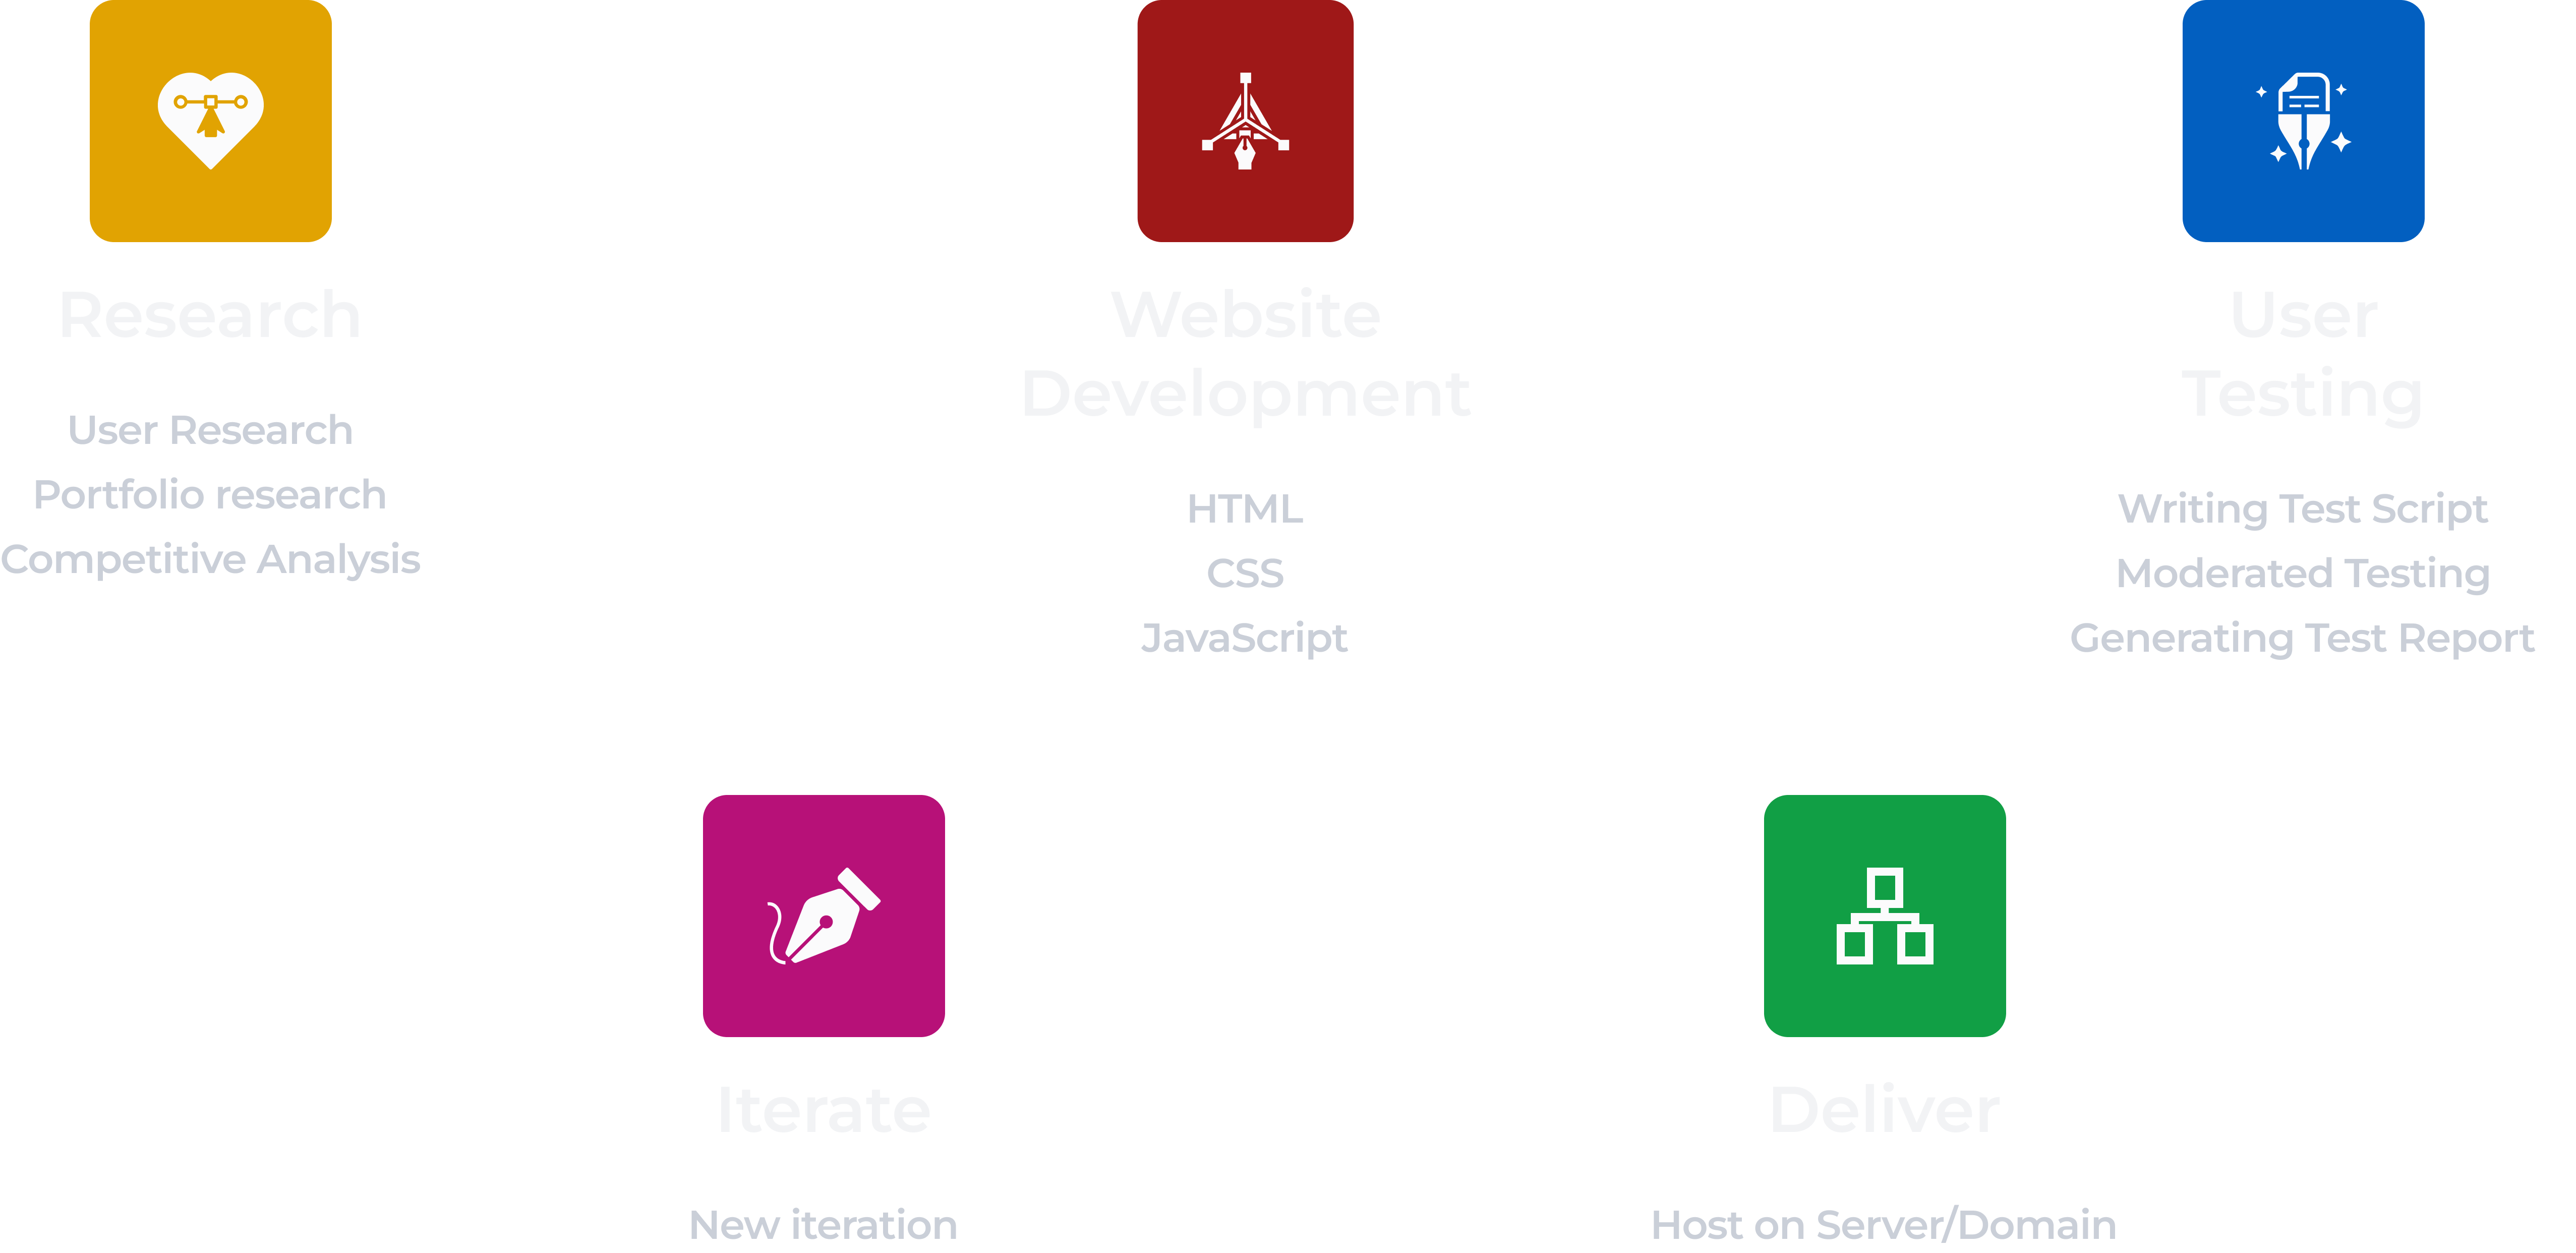 Research
User Research
Portfolio research
Competitive Analysis
Website
Development
HTML
CSS
JavaScript
User
Testing
Writing Test Script
Moderated Testing
Generating Test Report
Iterate
New iteration
Deliver
Host on Server/Domain